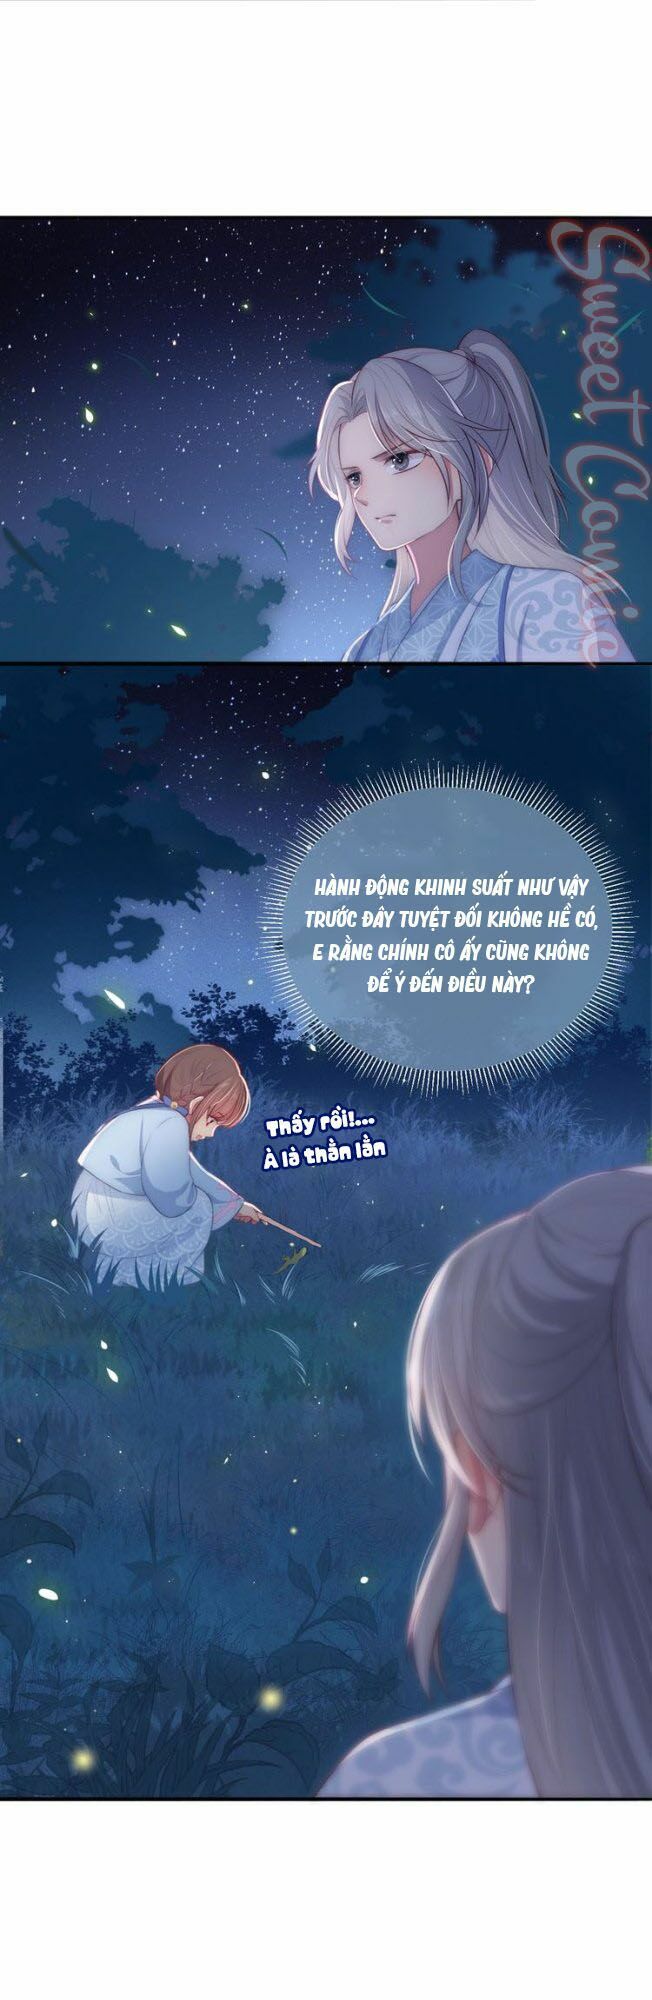 Sweet Comic
HÀNH ĐỘNG KHINH SUẤT NHƯ VẬY
TRƯỚC ĐÂY TUYỆT ĐỐI KHÔNG HỀ CÓ,
E RẰNG CHÍNH CÔ ẤY CŨNG KHÔNG
ĐỂ Ý ĐẾN ĐIỀU NÀY?
Thấy rồi!...
À là thằn lằn